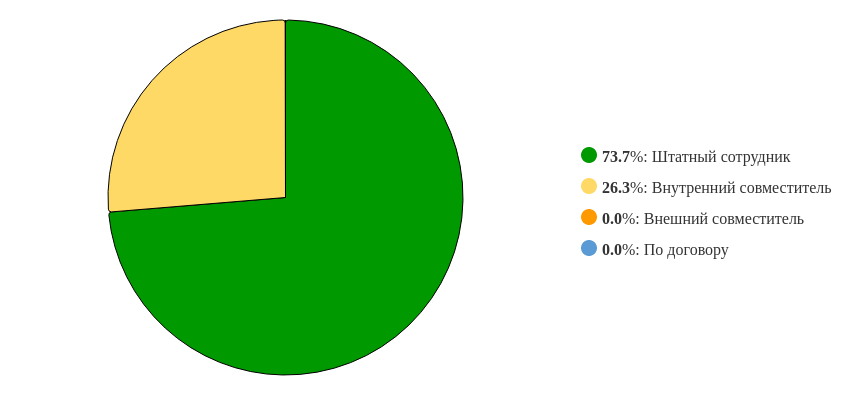 73.7%: Штатный сотрудник
26.3%: Внутренний совместитель
0.0%: Внешний совместитель
0.0%: По договору